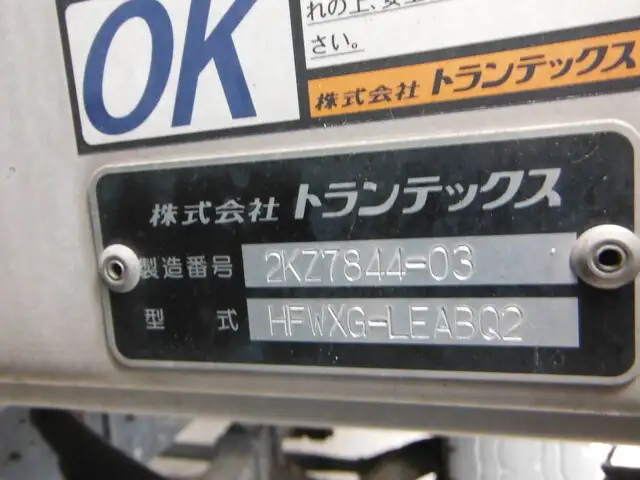 OK
れの上、安全
さい。
株式会社 トランテックス
株式会社 トランテックス
製造番号 2KZ7844-03
型 式 HFWXG-LEABQ2